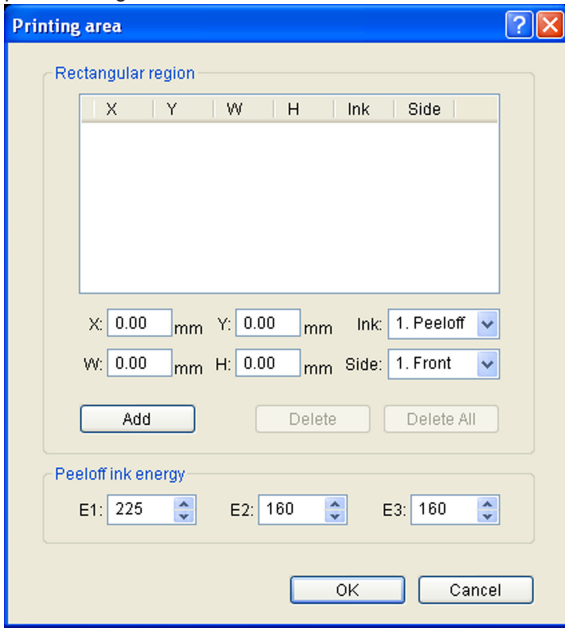 Printing area
Rectangular region
X Y W H Ink Side
X: 0.00 mm Y: 0.00 mm Ink: 1. Peeloff
W: 0.00 mm H: 0.00 mm Side: 1. Front
Add Delete Delete All
Peeloff ink energy
E1: 225 E2: 160 E3: 160
OK Cancel